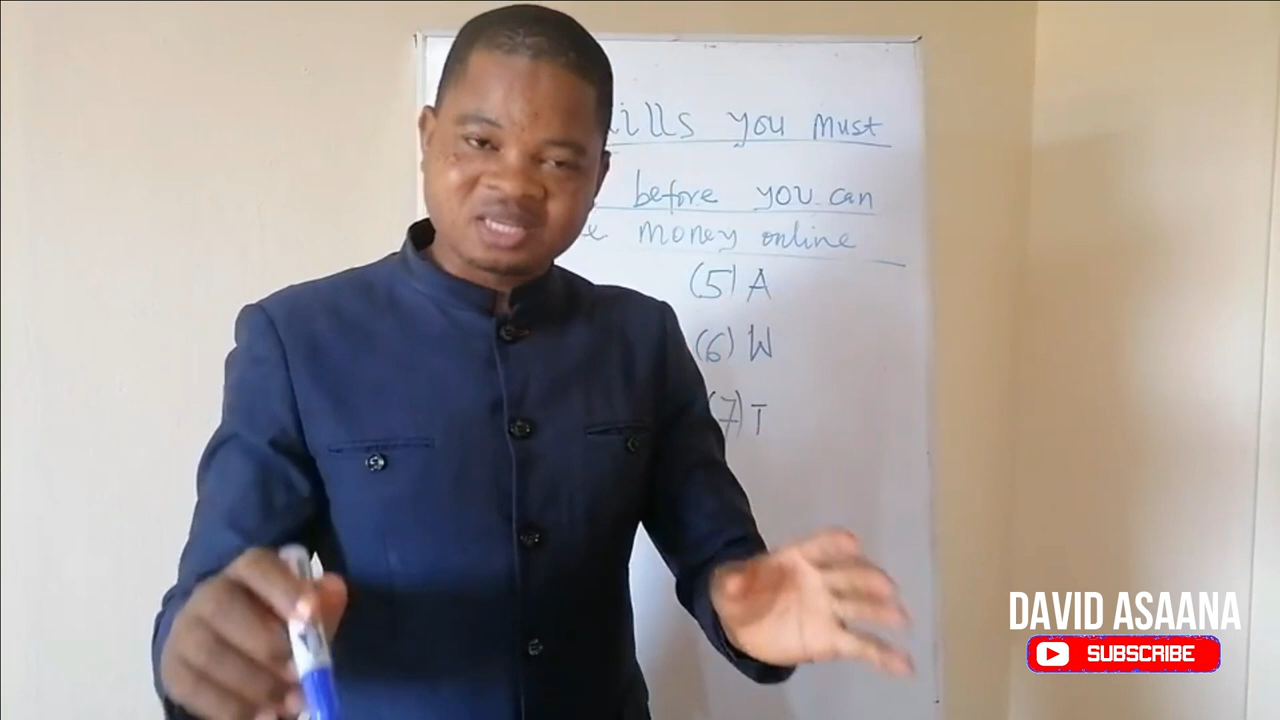 ills you must
before you can
money online
(5) A
(6) W
(7) T
DAVID ASAANA
SUBSCRIBE